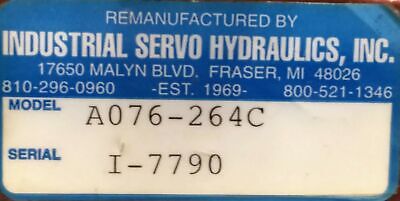 REMANUFACTURED BY
INDUSTRIAL SERVO HYDRAULICS, INC.
17650 MALYN BLVD. FRASER, MI 48026
810-296-0960 -EST. 1969- 800-521-1346
MODEL A076-264C
SERIAL I-7790